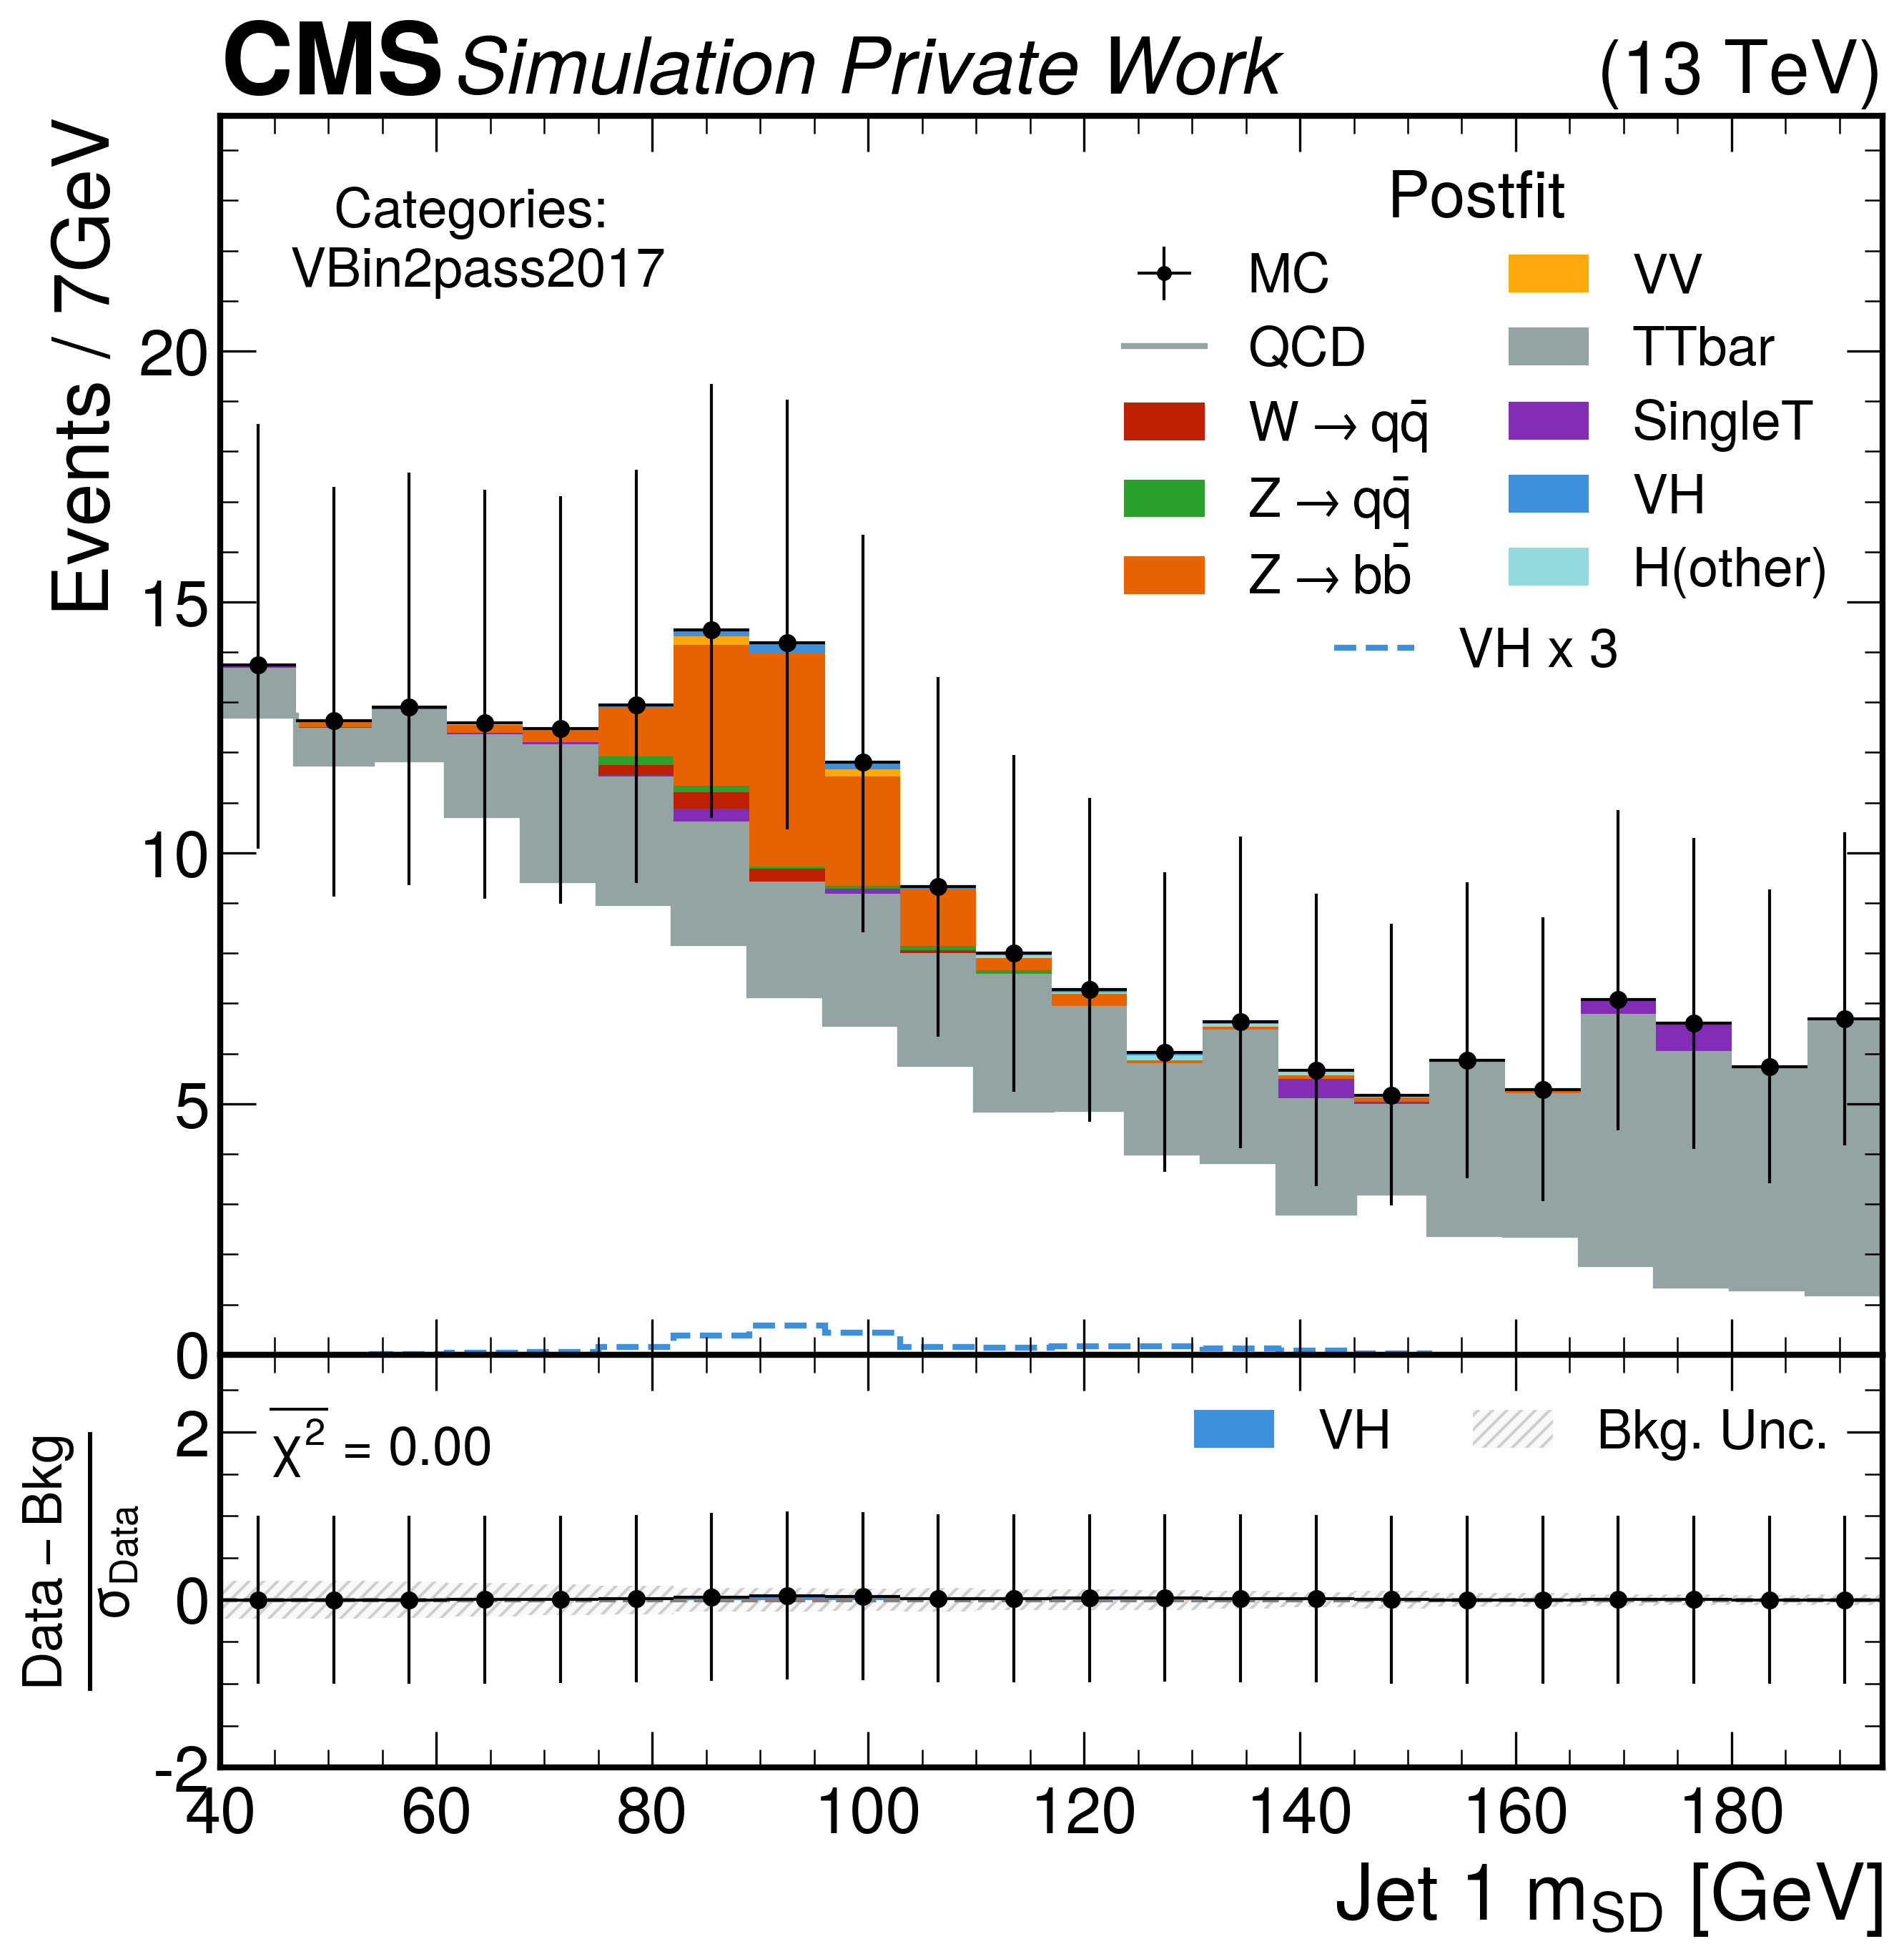 CMS Simulation Private Work (13 TeV)
Events / 7GeV
Categories:
VBin2pass2017
Postfit
MC
QCD
W → qq̄
Z → qq̄
Z → bb̄
VV
TTbar
SingleT
VH
H(other)
VH x 3
20
15
10
5
0
Data − Bkg
σData
χ² = 0.00
VH
Bkg. Unc.
2
0
-2
40 60 80 100 120 140 160 180
Jet 1 mSD [GeV]